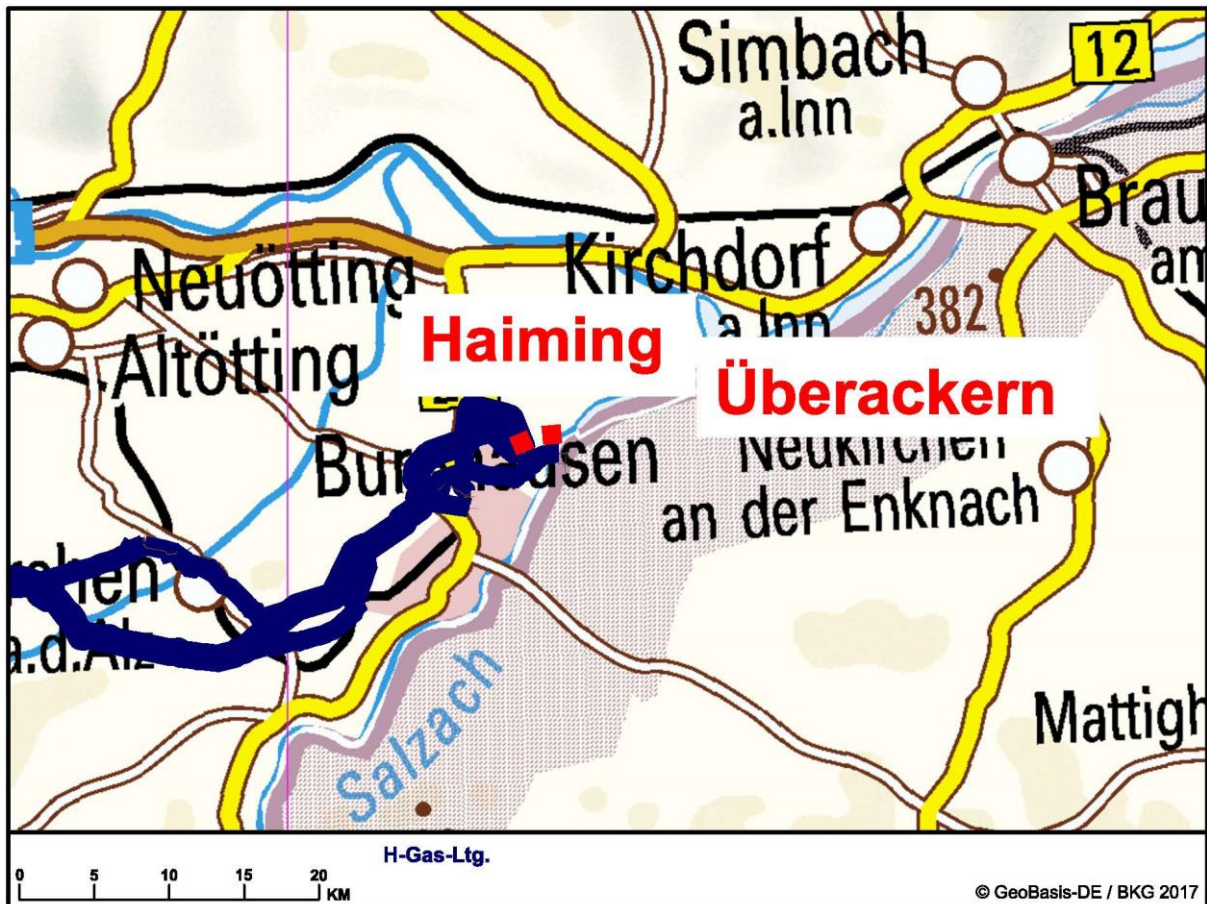 Simbach
a.Inn
12
Brau
am
Neuötting
Kirchdorf
a.Inn
382
Altötting
Haiming
Überackern
Burghausen
Neukirchen
an der Enknach
a.d.Alz
Salzach
Mattigh
H-Gas-Ltg.
0 5 10 15 20
KM
© GeoBasis-DE / BKG 2017